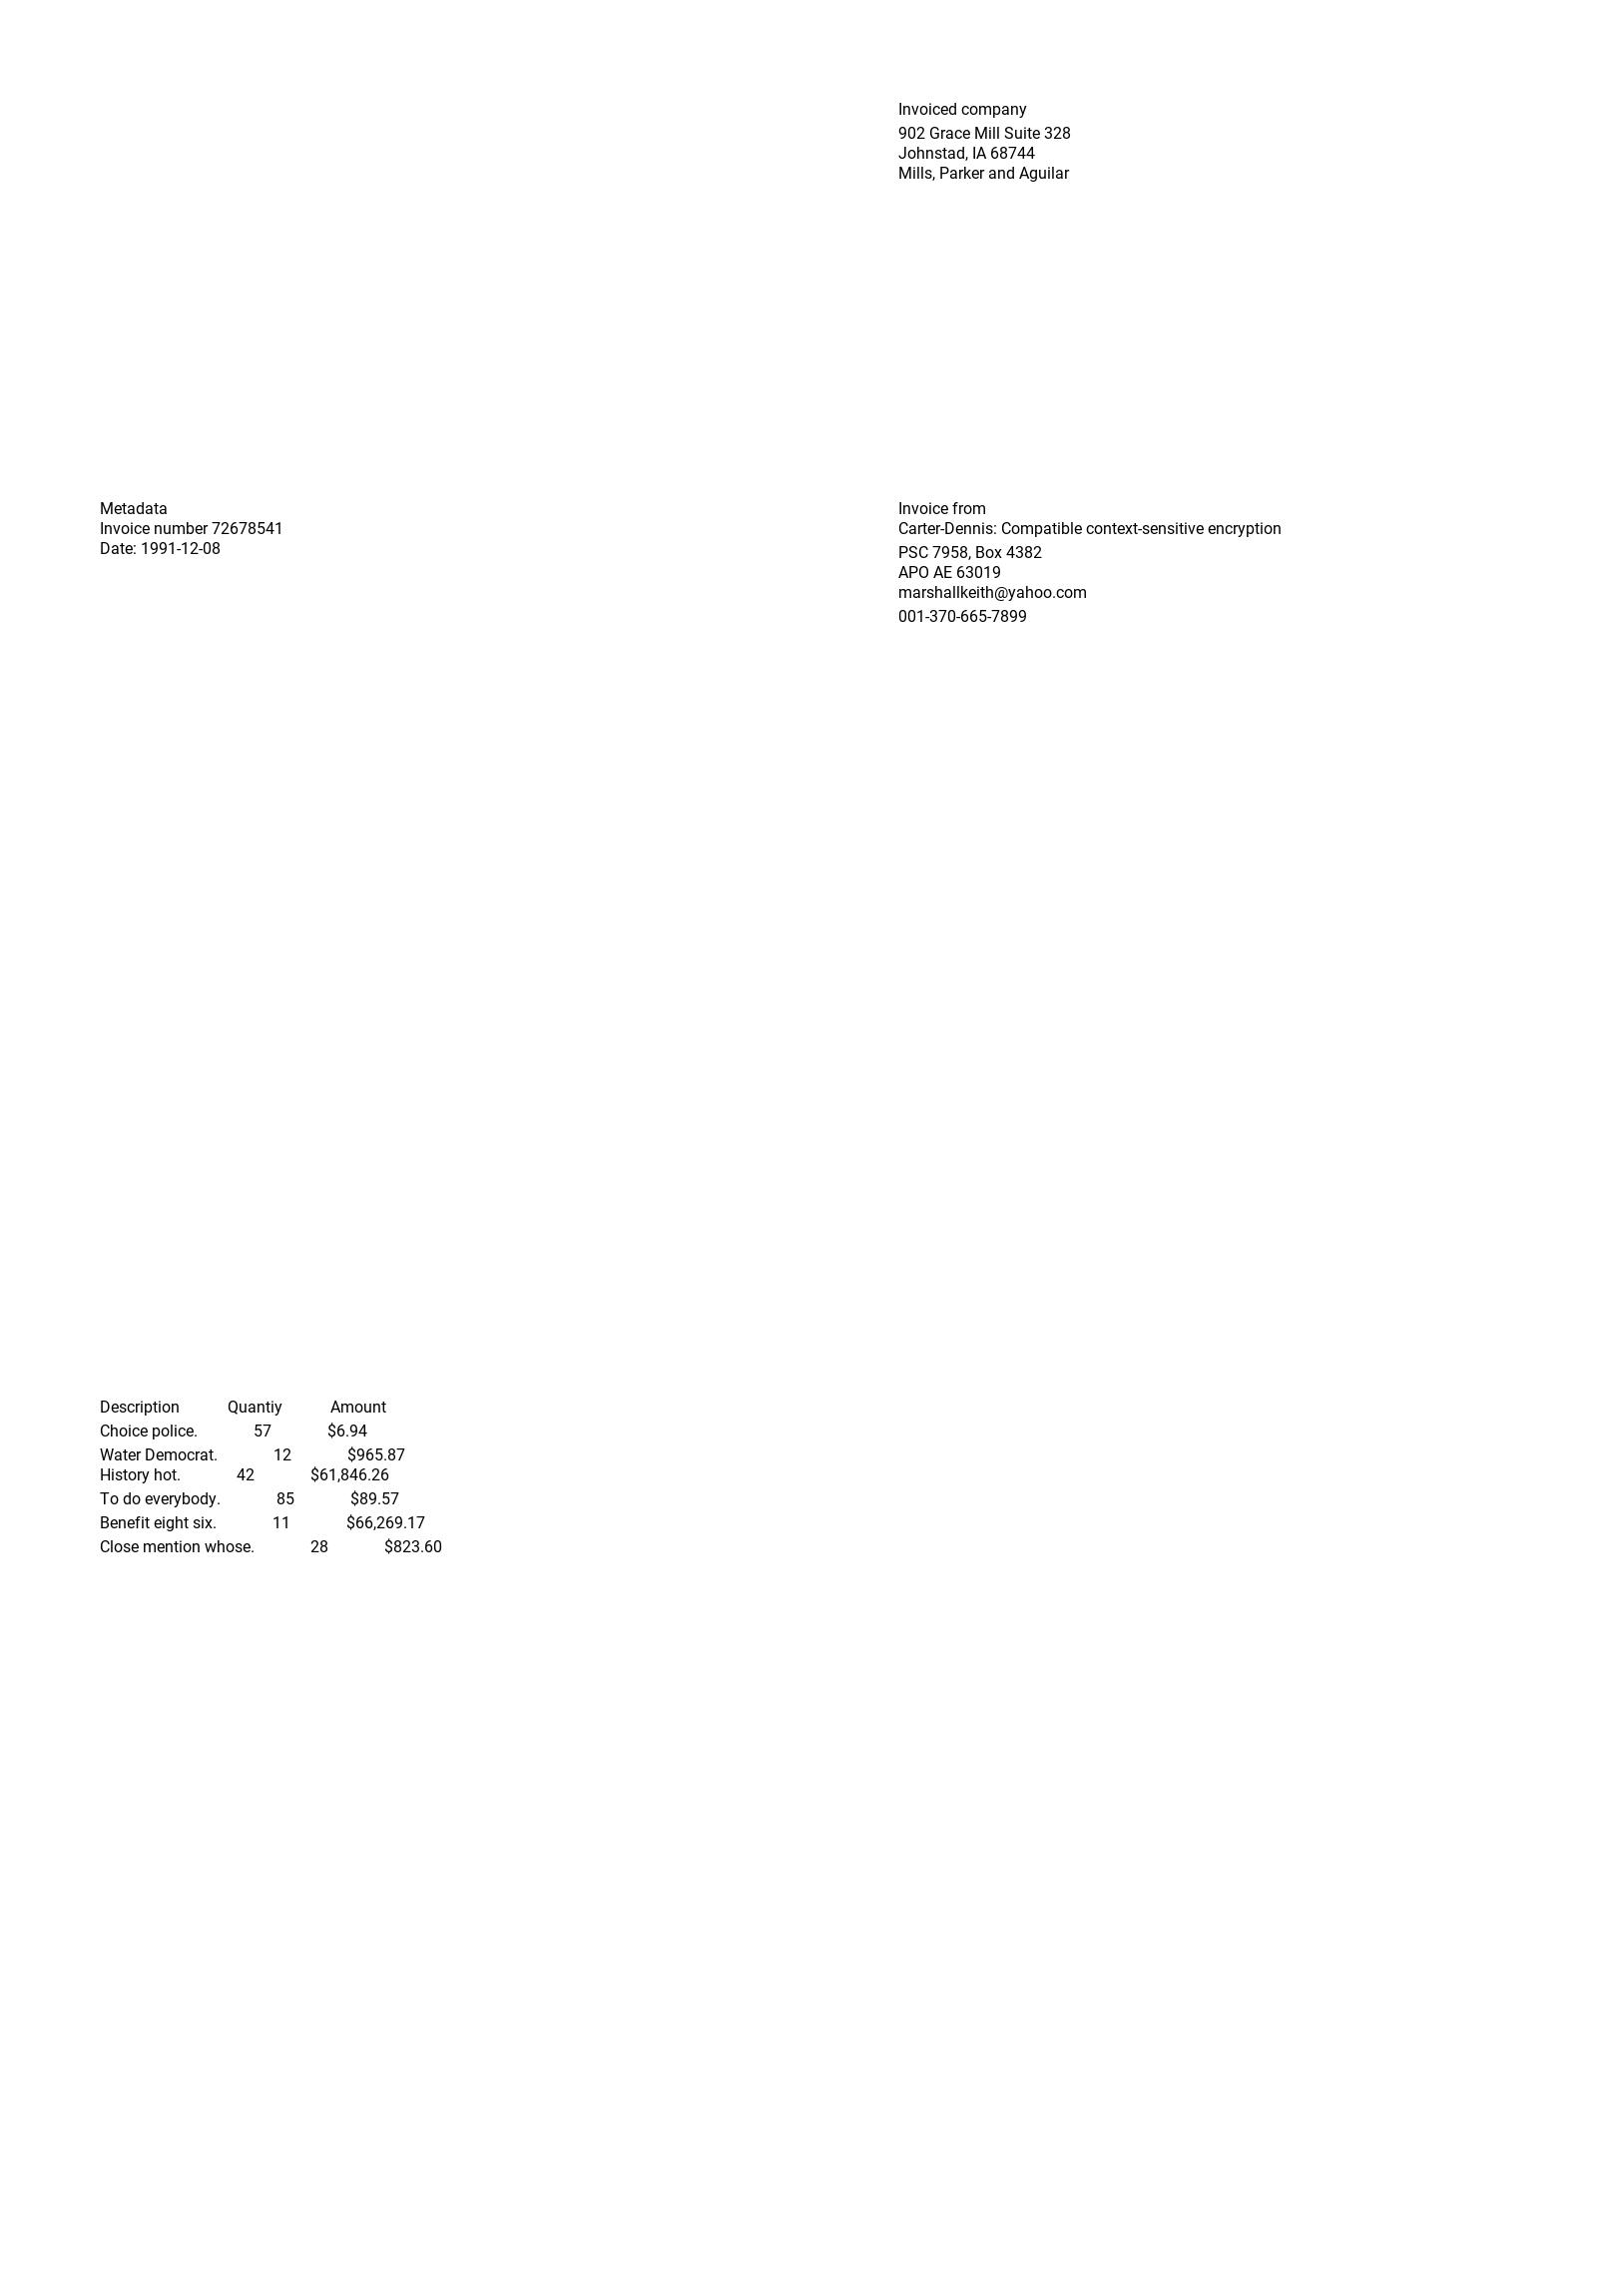 Invoiced company
902 Grace Mill Suite 328
Johnstad, IA 68744
Mills, Parker and Aguilar
Metadata
Invoice number 72678541
Date: 1991-12-08
Invoice from
Carter-Dennis: Compatible context-sensitive encryption
PSC 7958, Box 4382
APO AE 63019
marshallkeith@yahoo.com
001-370-665-7899
Description Quantiy Amount
Choice police. 57 $6.94
Water Democrat. 12 $965.87
History hot. 42 $61,846.26
To do everybody. 85 $89.57
Benefit eight six. 11 $66,269.17
Close mention whose. 28 $823.60